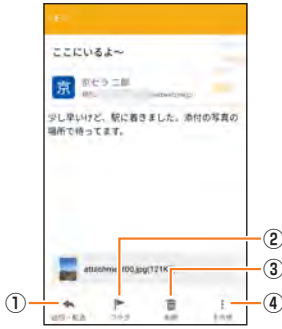 ここにいるよ～
京
京セラ 二郎
少し早いけど、駅に着きました。添付の写真の
場所で待ってます。
②
attachme 00.jpg(121K
③
①
④
返信・転送 フラグ 削除 その他